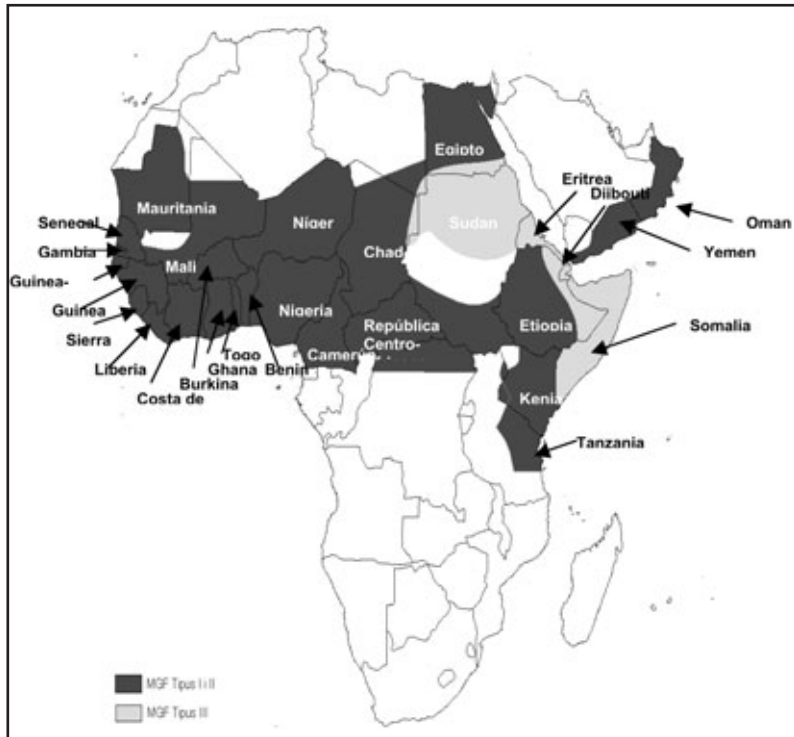 Egipto
Eritrea
Djibouti
Mauritania
Niger
Sudan
Oman
Senegal
Chad
Yemen
Gambia
Mali
Guinea-
Nigeria
Guinea
República
Centro-
Etiopia
Somalia
Sierra
Liberia
Togo
Camerún
Ghana
Benin
Burkina
Costa de
Kenia
Tanzania
MGF Tipus I i II
MGF Tipus III